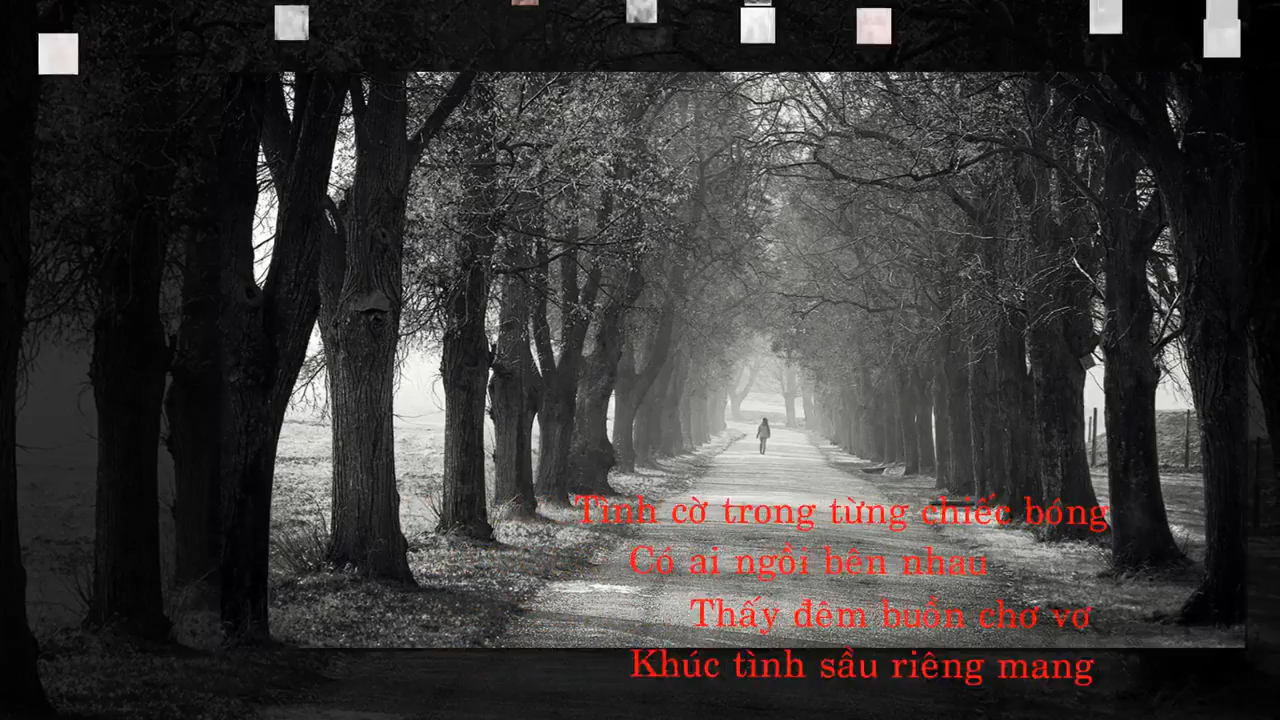 Tình cờ trong từng chiếc bóng
Có ai ngồi bên nhau
Thấy đêm buồn chơ vơ
Khúc tình sầu riêng mang